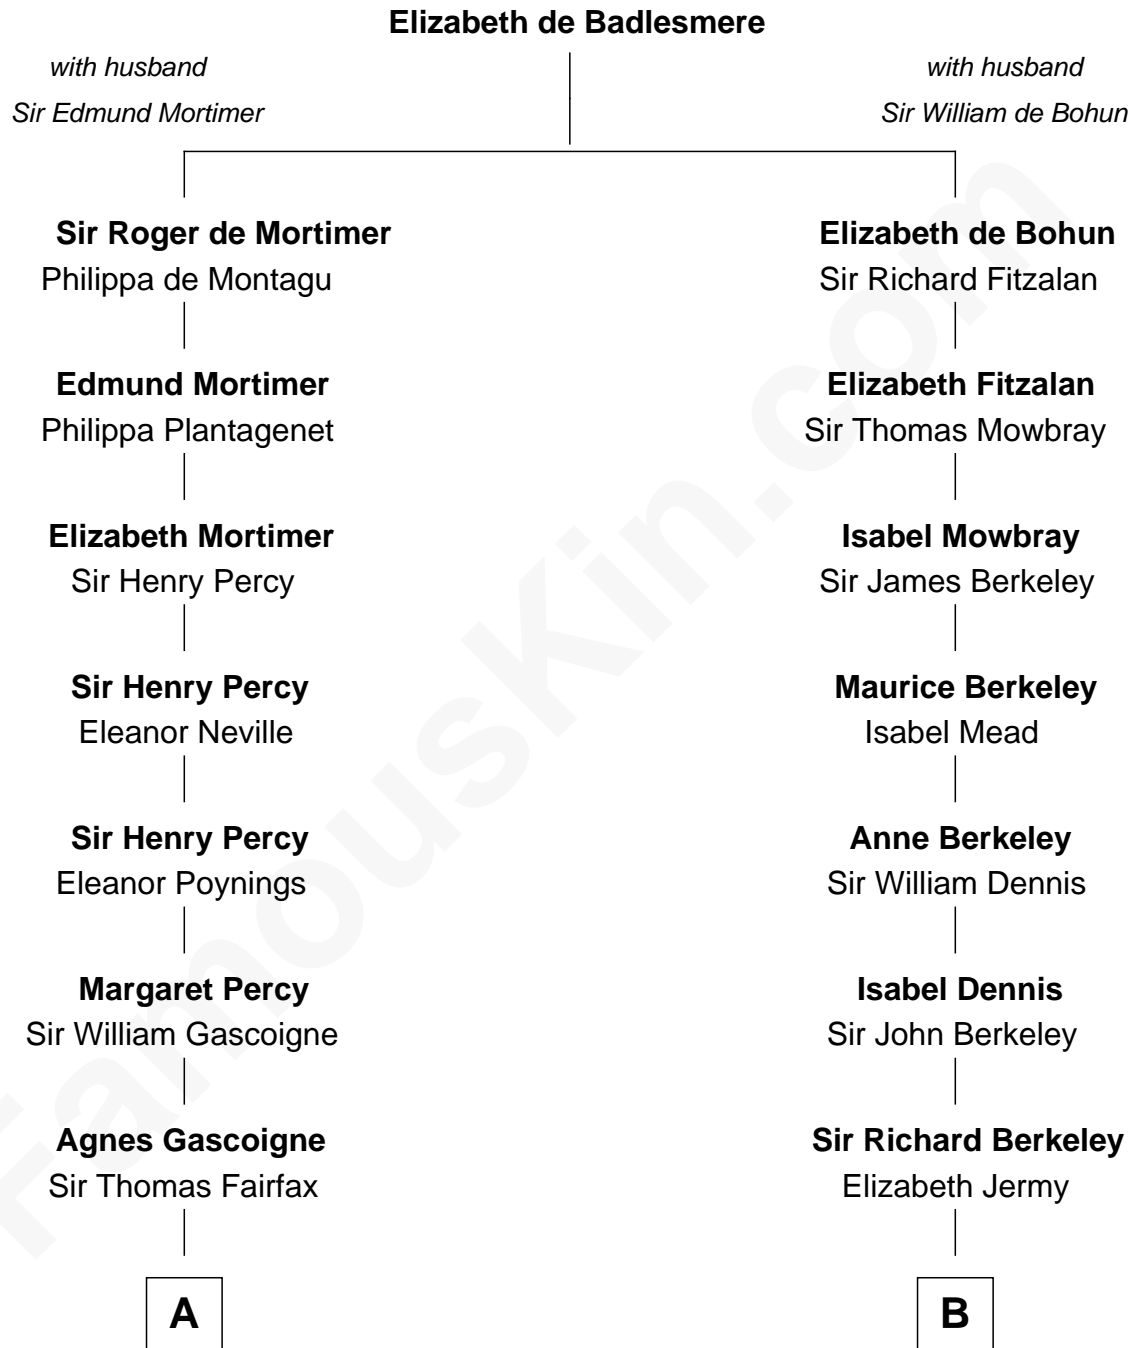 Elizabeth de Badlesmere
with husband
Sir Edmund Mortimer
with husband
Sir William de Bohun
Sir Roger de Mortimer
Philippa de Montagu
Elizabeth de Bohun
Sir Richard Fitzalan
Edmund Mortimer
Philippa Plantagenet
Elizabeth Fitzalan
Sir Thomas Mowbray
Elizabeth Mortimer
Sir Henry Percy
Isabel Mowbray
Sir James Berkeley
Sir Henry Percy
Eleanor Neville
Maurice Berkeley
Isabel Mead
Sir Henry Percy
Eleanor Poynings
Anne Berkeley
Sir William Dennis
Margaret Percy
Sir William Gascoigne
Isabel Dennis
Sir John Berkeley
Agnes Gascoigne
Sir Thomas Fairfax
Sir Richard Berkeley
Elizabeth Jermy
A
B
FamousKin.com